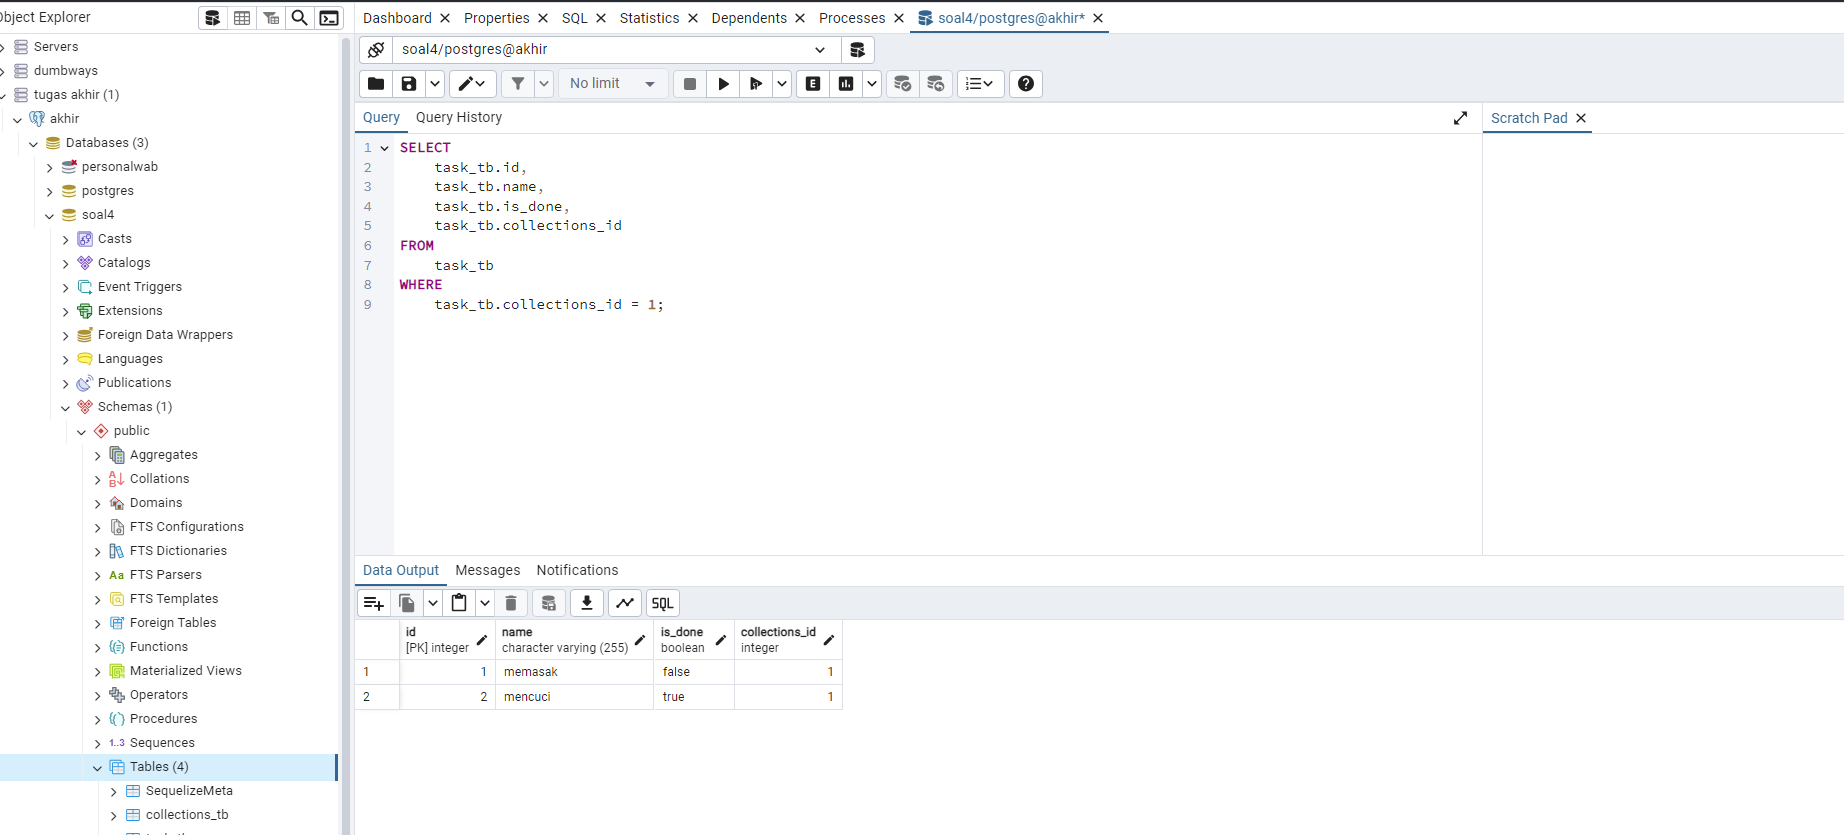 Object Explorer
Dashboard
Properties
SQL
Statistics
Dependents
Processes
soal4/postgres@akhir*
Servers
dumbways
tugas akhir (1)
akhir
Databases (3)
personalwab
postgres
soal4
Casts
Catalogs
Event Triggers
Extensions
Foreign Data Wrappers
Languages
Publications
Schemas (1)
public
Aggregates
Collations
Domains
FTS Configurations
FTS Dictionaries
Aa FTS Parsers
FTS Templates
Foreign Tables
Functions
Materialized Views
Operators
Procedures
1..3 Sequences
Tables (4)
SequelizeMeta
collections_tb
soal4/postgres@akhir
No limit
E
Query
Query History
Scratch Pad
1 SELECT
2 task_tb.id,
3 task_tb.name,
4 task_tb.is_done,
5 task_tb.collections_id
6 FROM
7 task_tb
8 WHERE
9 task_tb.collections_id = 1;
Data Output
Messages
Notifications
SQL
id name is_done collections_id
[PK] integer character varying (255) boolean integer
1 1 memasak false 1
2 2 mencuci true 1